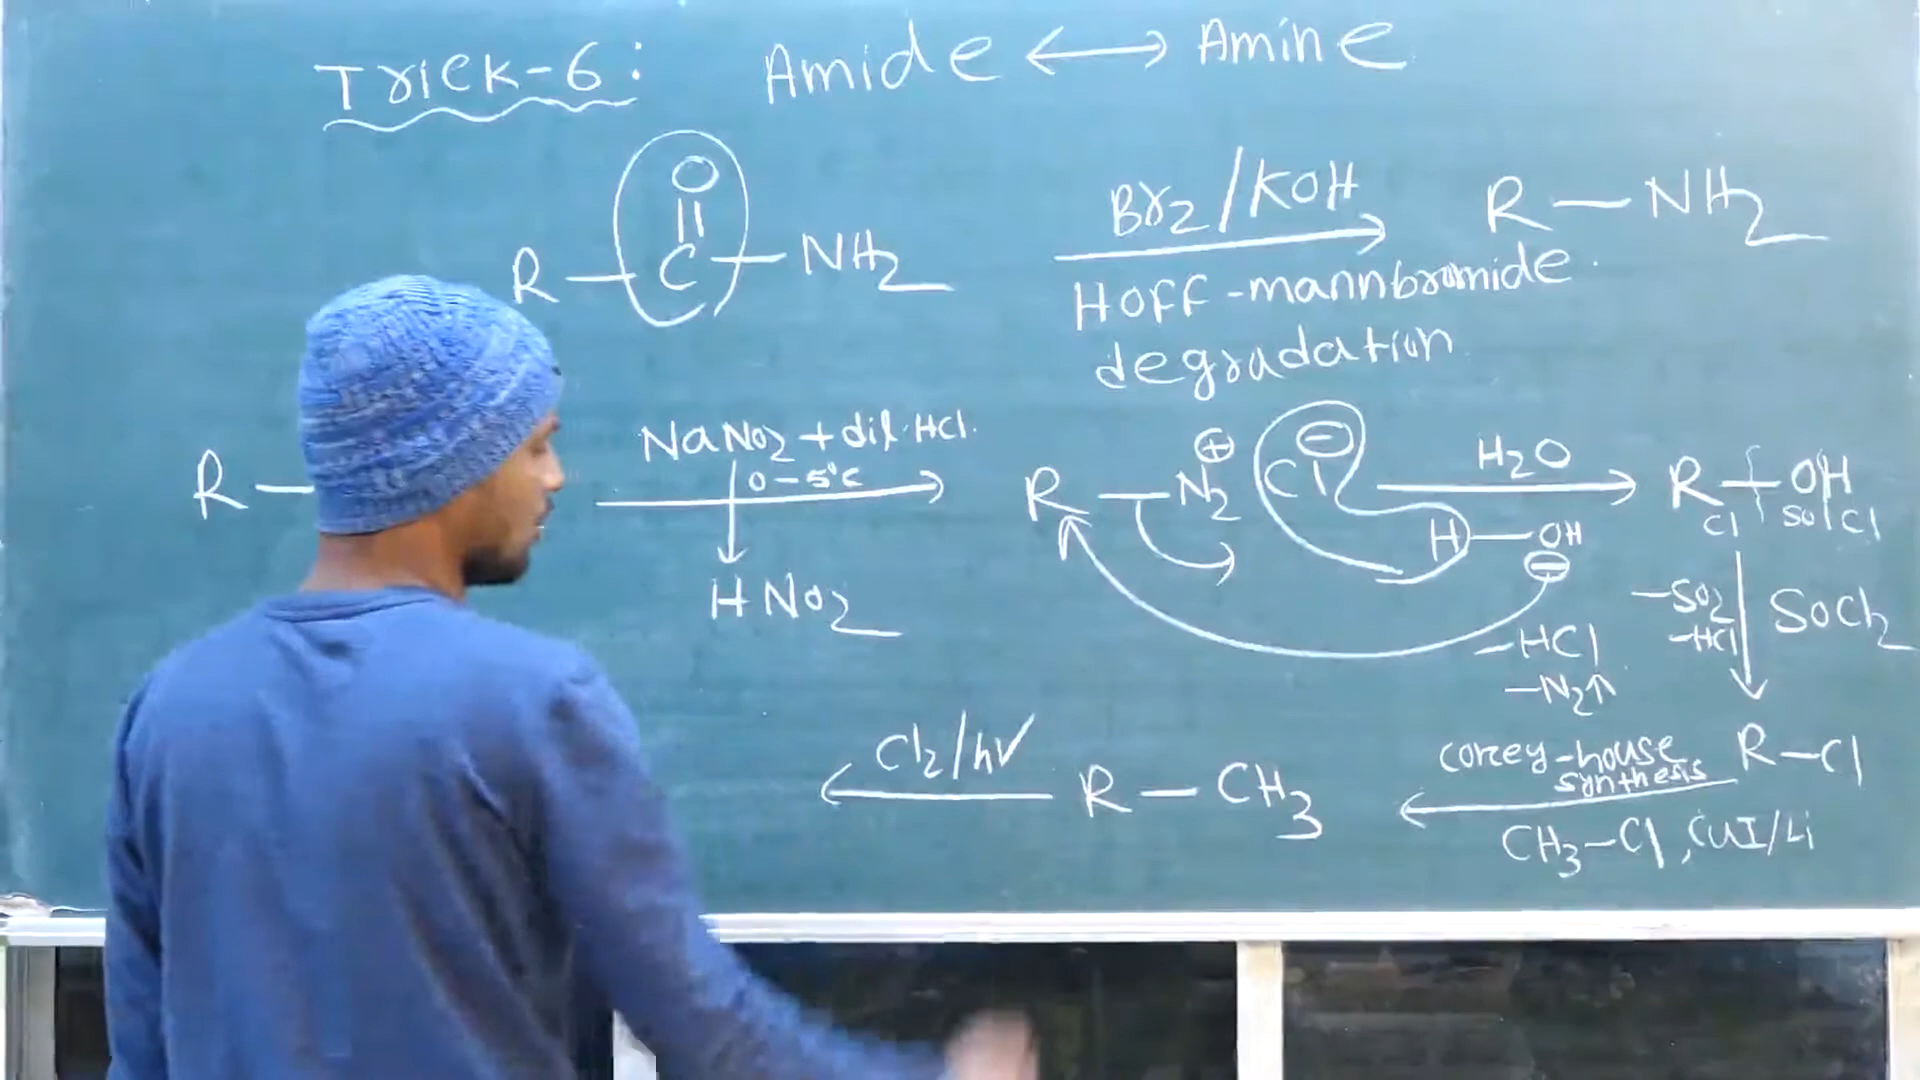 Trick-6: Amide ⟷ Amine
O
||
R—C—NH2
Br2/KOH
Hoff-mannbromide
degradation
R—NH2
R—
NaNO2+dil.HCl
0-5°C
HNO2
R—N2 ⊕ Cl ⊖
H2O
H—OH
⊖
-HCl
-N2↑
R—OH
Cl SOCl
-SO2
-HCl
SOCl2
R—Cl
corey-house
synthesis
CH3-Cl, CuI/Li
R—CH3
Cl2/hν